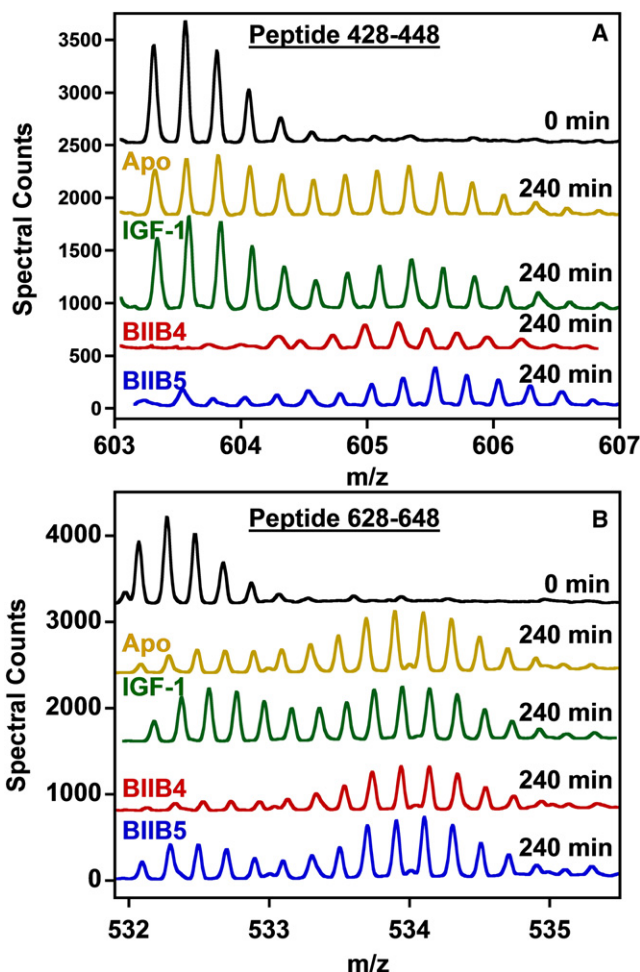 Peptide 428-448 A
3500
3000
0 min
2500
Apo
240 min
2000
IGF-1
1500
240 min
1000
BIIB4
240 min
500
BIIB5
240 min
0
Spectral Counts
603 604 605 606 607
m/z
Peptide 628-648 B
4000
0 min
3000
Apo
240 min
IGF-1
2000
240 min
BIIB4
240 min
1000
BIIB5
240 min
0
Spectral Counts
532 533 534 535
m/z